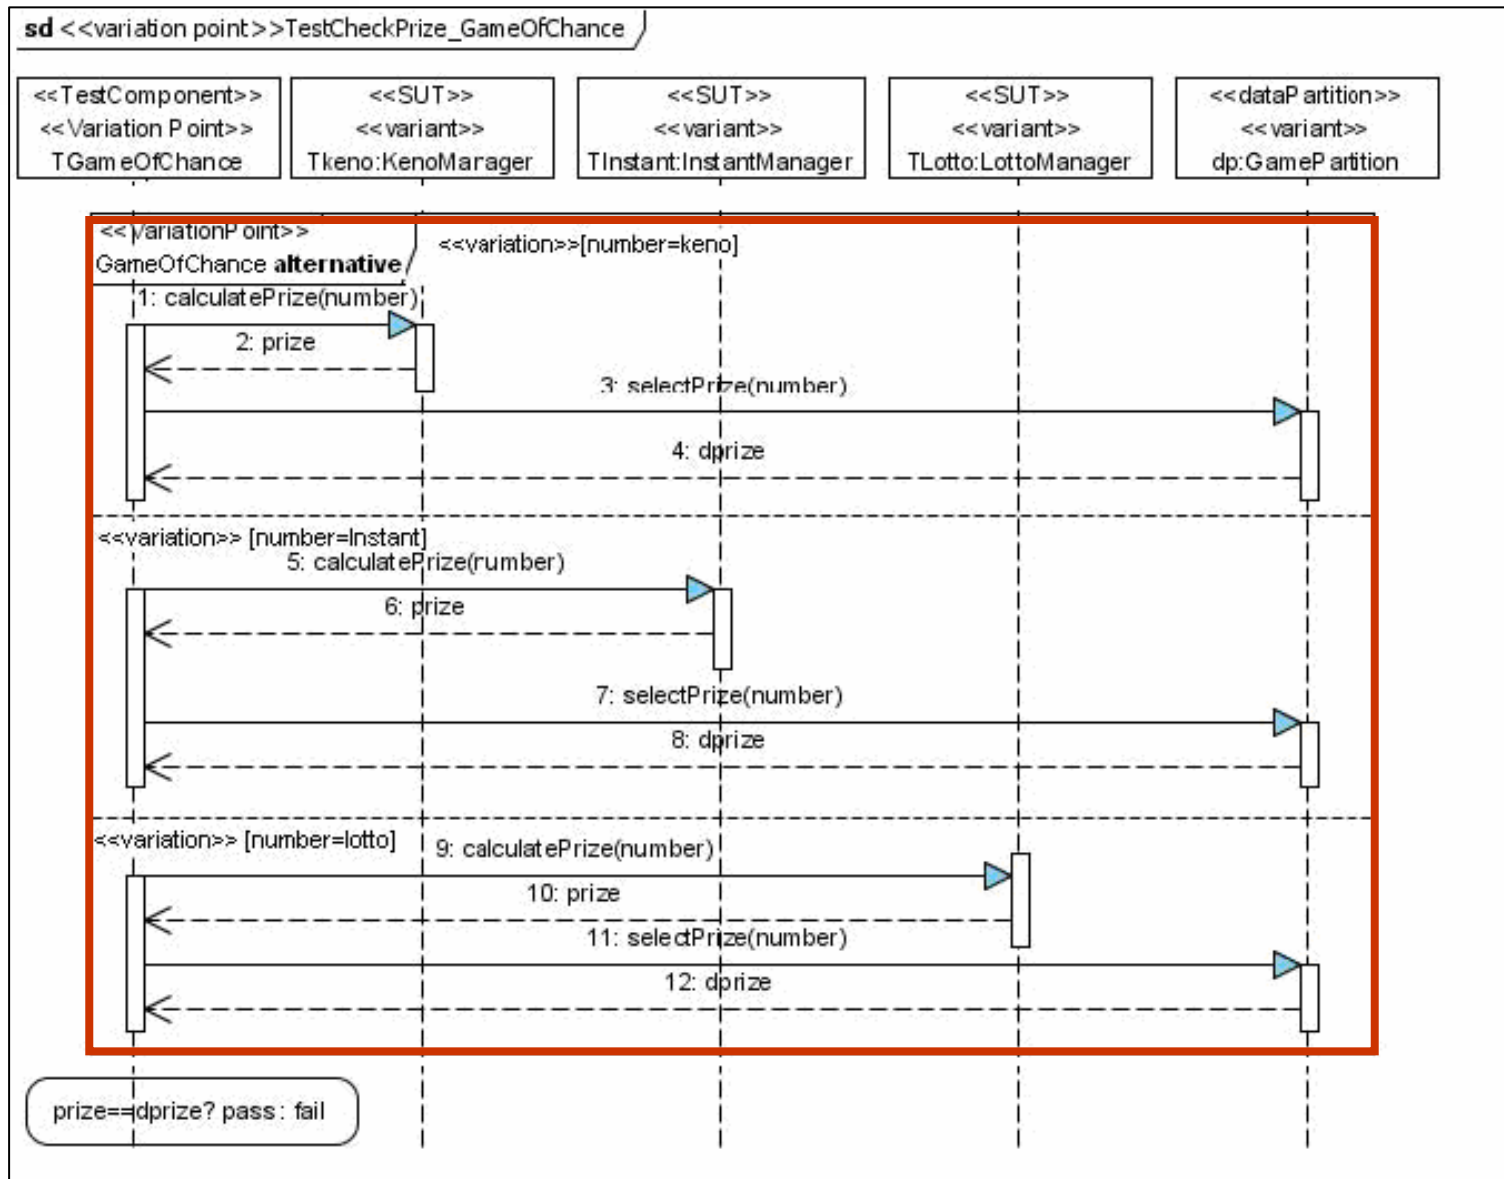 sd <<variation point>>TestCheckPrize_GameOfChance
<<TestComponent>>
<<Variation Point>>
TGameOfChance
<<SUT>>
<<variant>>
Tkeno:KenoMarager
<<SUT>>
<<variant>>
TInstant:InstantManager
<<SUT>>
<<variant>>
TLotto:LottoManager
<<dataPartition>>
<<variant>>
dp:GamePartition
<<VariationPoint>>
GameOfChance alternative
<<variation>>[number=keno]
1: calculatePrize(number)
2: prize
3: selectPrize(number)
4: dprize
<<variation>> [number=Instant]
5: calculatePrize(number)
6: prize
7: selectPrize(number)
8: dprize
<<variation>> [number=lotto]
9: calculatePrize(number)
10: prize
11: selectPrize(number)
12: dprize
prize==dprize? pass : fail